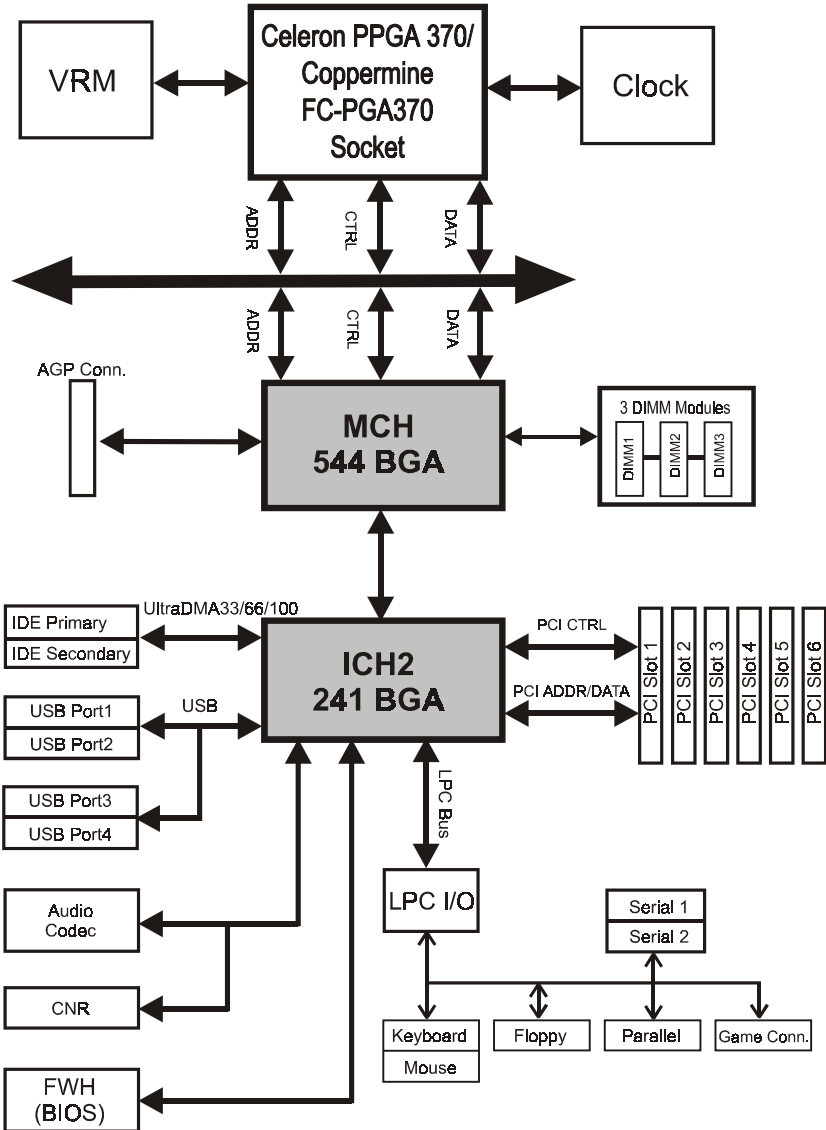 VRM
Celeron PPGA 370/
Coppermine
FC-PGA370
Socket
Clock
ADDR
CTRL
DATA
ADDR
CTRL
DATA
AGP Conn.
MCH
544 BGA
3 DIMM Modules
DIMM1
DIMM2
DIMM3
UltraDMA33/66/100
IDE Primary
IDE Secondary
ICH2
241 BGA
PCI CTRL
PCI ADDR/DATA
PCI Slot 1
PCI Slot 2
PCI Slot 3
PCI Slot 4
PCI Slot 5
PCI Slot 6
USB
USB Port1
USB Port2
USB Port3
USB Port4
LPC Bus
Audio
Codec
LPC I/O
Serial 1
Serial 2
CNR
Keyboard
Mouse
Floppy
Parallel
Game Conn.
FWH
(BIOS)